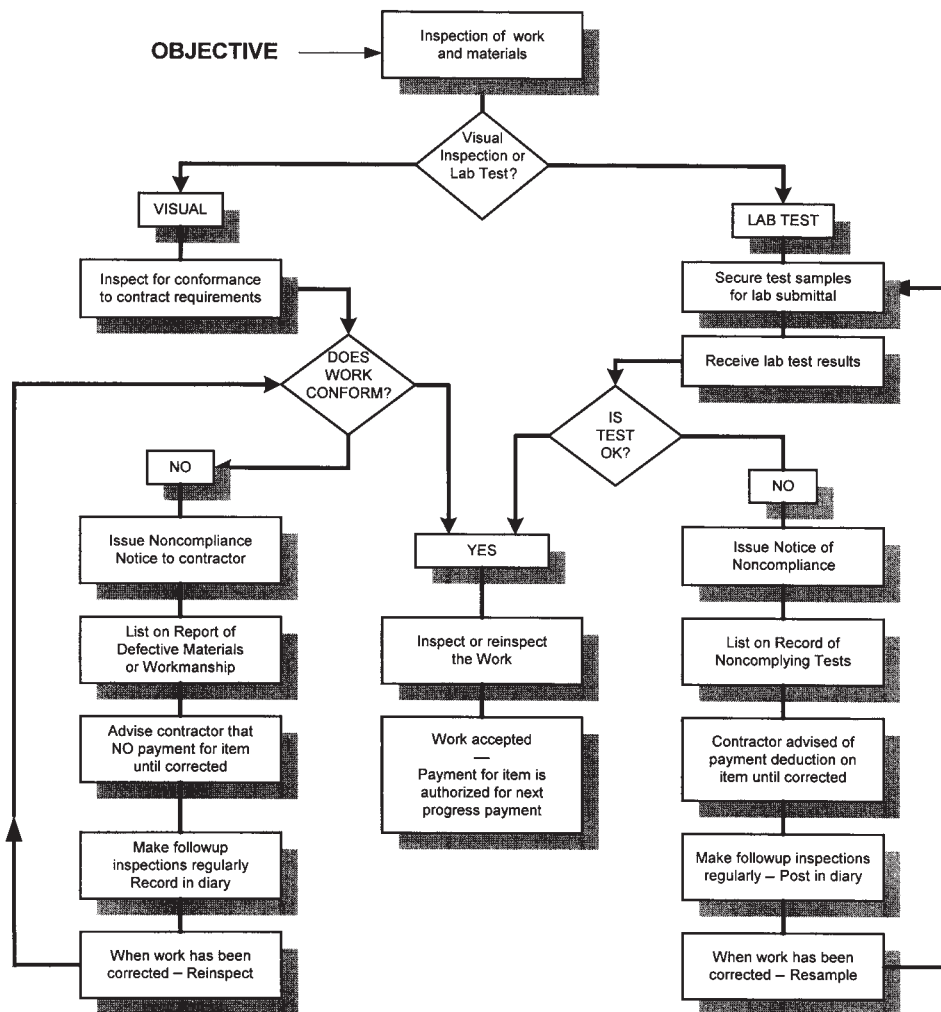 OBJECTIVE
Inspection of work
and materials
Visual
Inspection or
Lab Test?
VISUAL
Inspect for conformance
to contract requirements
DOES
WORK
CONFORM?
NO
Issue Noncompliance
Notice to contractor
List on Report of
Defective Materials
or Workmanship
Advise contractor that
NO payment for item
until corrected
Make followup
inspections regularly
Record in diary
When work has been
corrected – Reinspect
YES
Inspect or reinspect
the Work
Work accepted
—
Payment for item is
authorized for next
progress payment
LAB TEST
Secure test samples
for lab submittal
Receive lab test results
IS
TEST
OK?
NO
Issue Notice of
Noncompliance
List on Record of
Noncomplying Tests
Contractor advised of
payment deduction on
item until corrected
Make followup inspections
regularly – Post in diary
When work has been
corrected – Resample